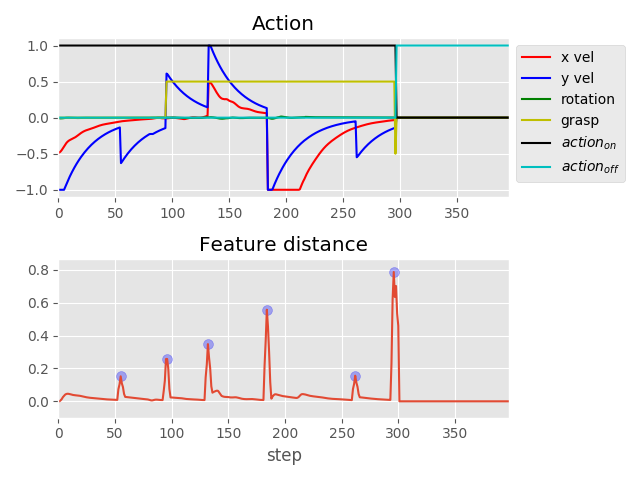 Action
1.0
0.5
0.0
−0.5
−1.0
0 50 100 150 200 250 300 350
x vel
y vel
rotation
grasp
action_on
action_off
Feature distance
0.8
0.6
0.4
0.2
0.0
0 50 100 150 200 250 300 350
step